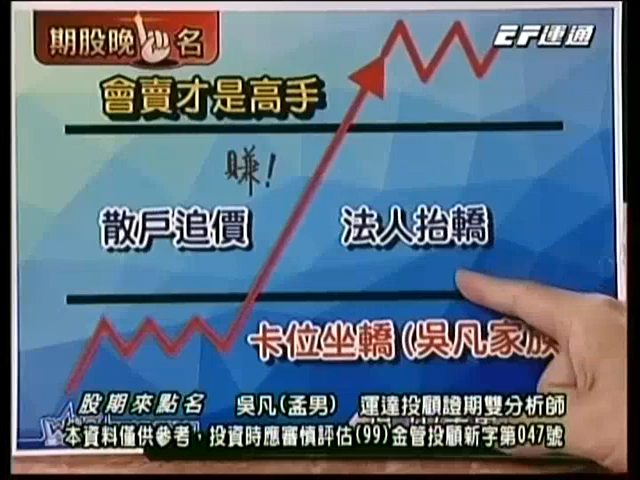 期股晚 名
運通
會賣才是高手
賺!
散戶追價 法人抬轎
卡位坐轎(吳凡家族
股期來點名 吳凡(孟男) 運達投顧證期雙分析師
本資料僅供參考,投資時應審慎評估(99)金管投顧新字第047號